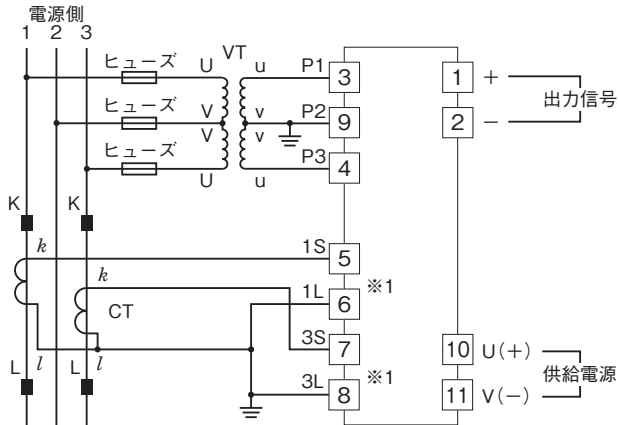 電源側
1 2 3
ヒューズ U VT u P1 3 1 +
出力信号
ヒューズ V v P2 9 2 −
V v
ヒューズ U u P3 4
K K
k 1S 5
※1
k 1L 6
CT
3S 7 10 U(+)
供給電源
※1
L l L l 3L 8 11 V(−)